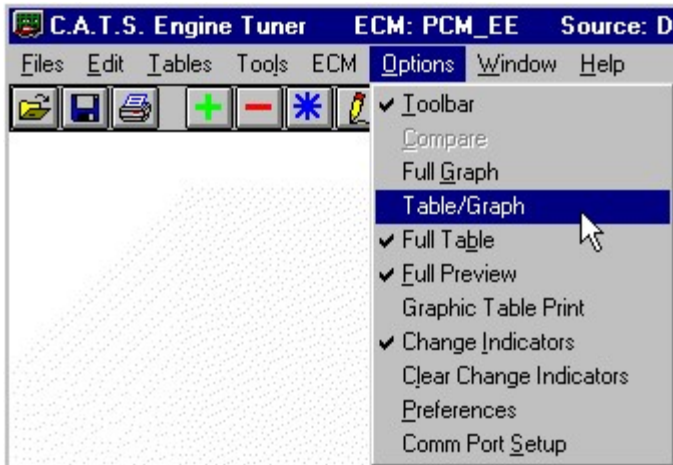 C.A.T.S. Engine Tuner ECM: PCM_EE Source: D
Files Edit Tables Tools ECM Options Window Help
Toolbar
Compare
Full Graph
Table/Graph
Full Table
Full Preview
Graphic Table Print
Change Indicators
Clear Change Indicators
Preferences
Comm Port Setup